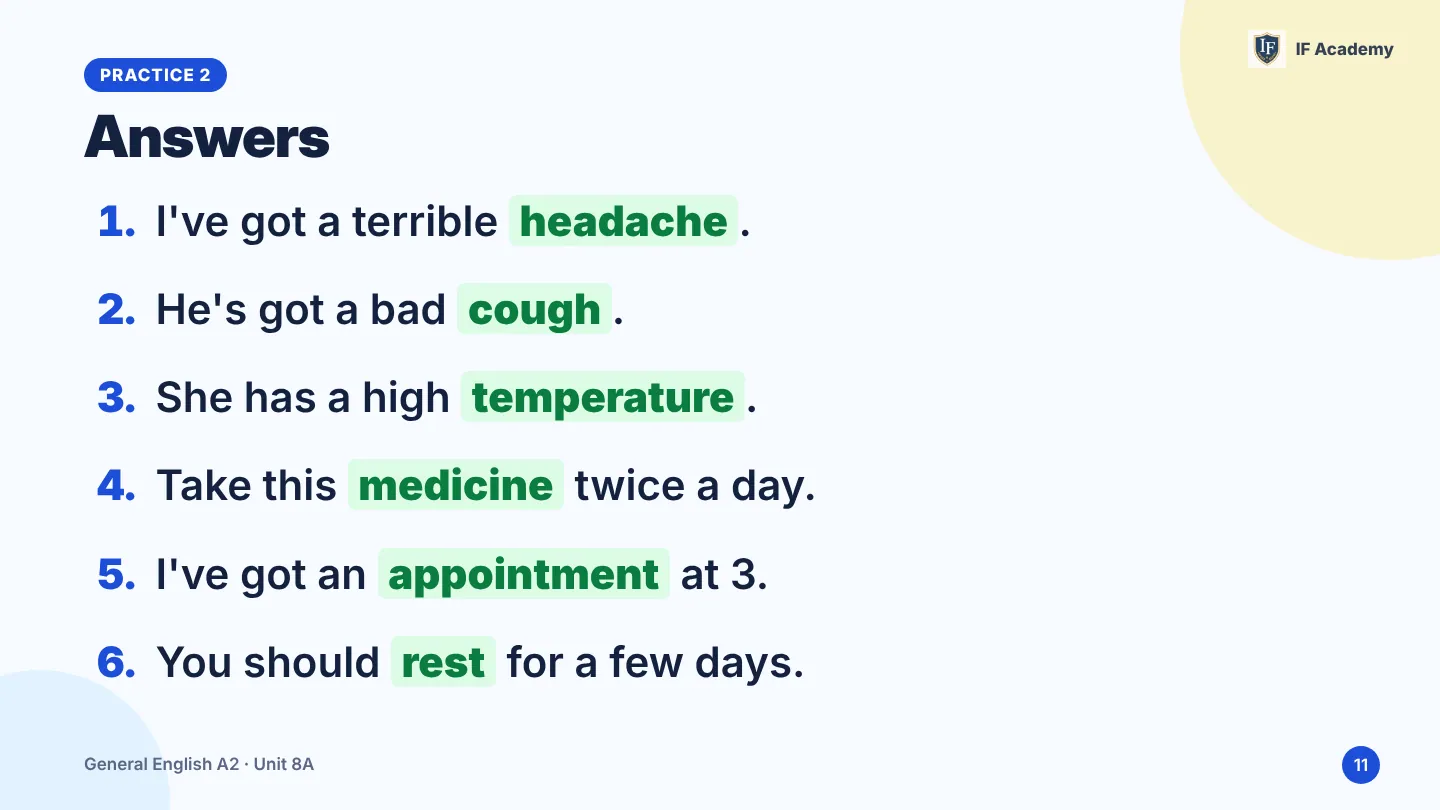 IF
IF Academy
PRACTICE 2
Answers
1. I've got a terrible headache.
2. He's got a bad cough.
3. She has a high temperature.
4. Take this medicine twice a day.
5. I've got an appointment at 3.
6. You should rest for a few days.
General English A2 · Unit 8A
11